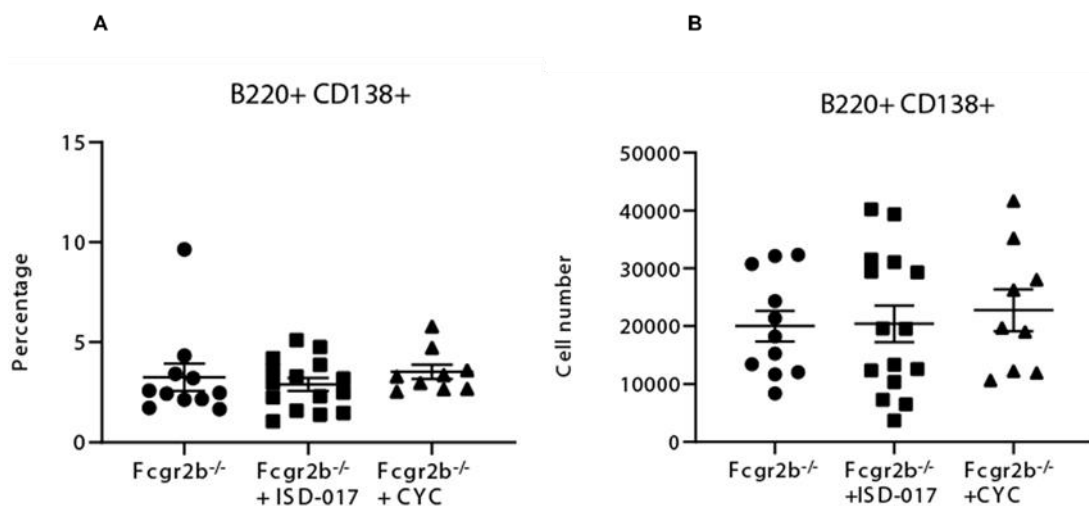 A
B220+ CD138+
Percentage
15
10
5
0
Fcgr2b-/-
Fcgr2b-/-
+ ISD-017
Fcgr2b-/-
+ CYC
B
B220+ CD138+
Cell number
50000
40000
30000
20000
10000
0
Fcgr2b-/-
Fcgr2b-/-
+ISD-017
Fcgr2b-/-
+CYC